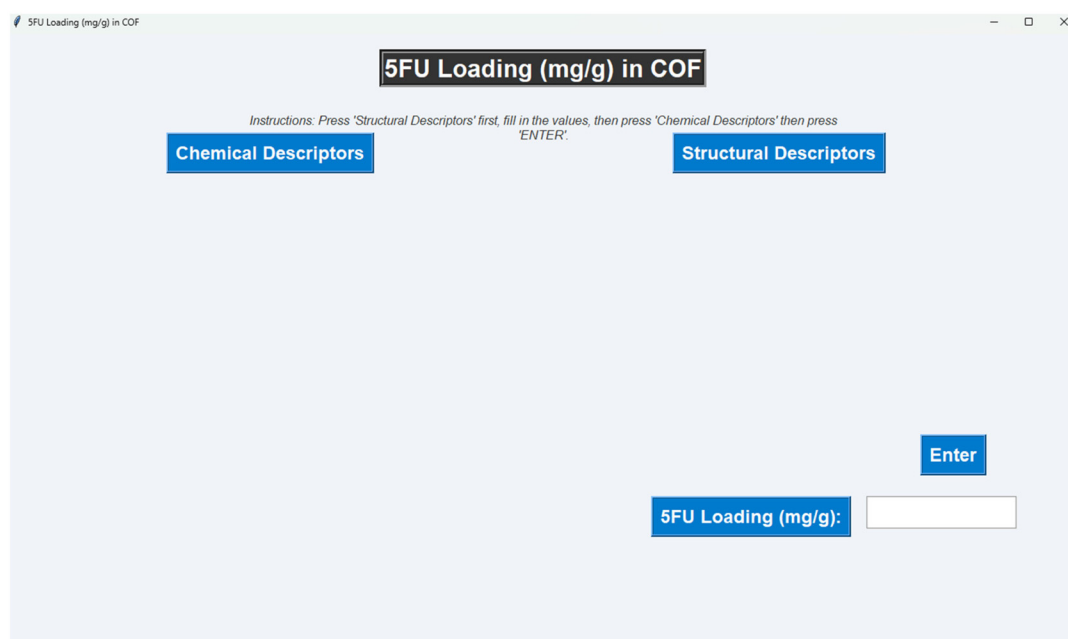 5FU Loading (mg/g) in COF
5FU Loading (mg/g) in COF
Instructions: Press 'Structural Descriptors' first, fill in the values, then press 'Chemical Descriptors' then press
'ENTER'.
Chemical Descriptors
Structural Descriptors
Enter
5FU Loading (mg/g):